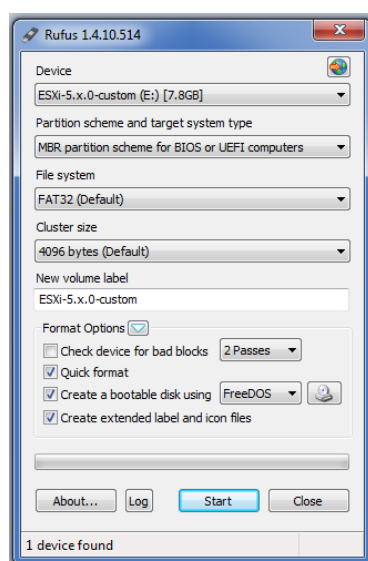 Rufus 1.4.10.514
Device
ESXi-5.x.0-custom (E:) [7.8GB]
Partition scheme and target system type
MBR partition scheme for BIOS or UEFI computers
File system
FAT32 (Default)
Cluster size
4096 bytes (Default)
New volume label
ESXi-5.x.0-custom
Format Options
Check device for bad blocks 2 Passes
Quick format
Create a bootable disk using FreeDOS
Create extended label and icon files
About... Log Start Close
1 device found